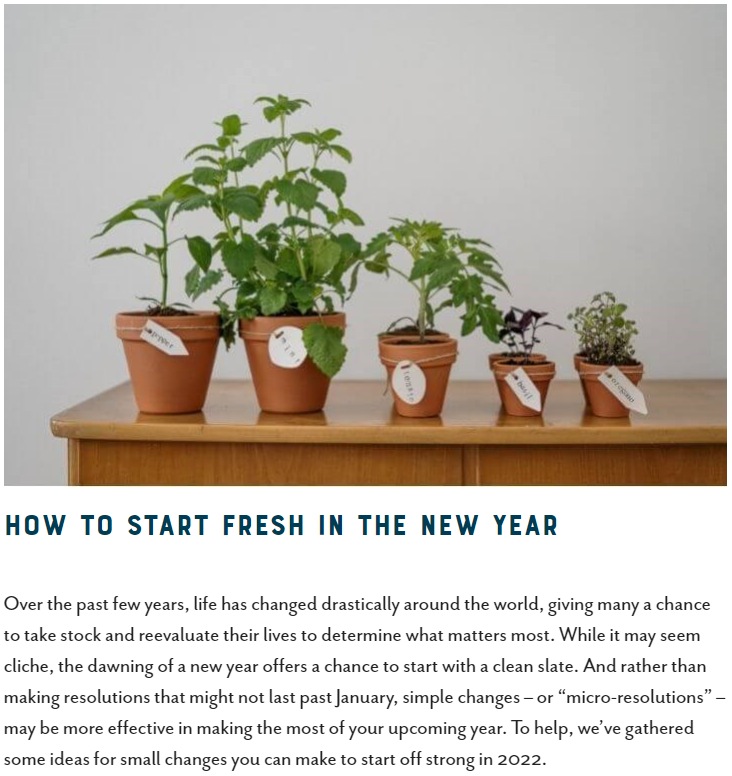 pepper
mint
tomato
basil
oregano
HOW TO START FRESH IN THE NEW YEAR
Over the past few years, life has changed drastically around the world, giving many a chance
to take stock and reevaluate their lives to determine what matters most. While it may seem
cliche, the dawning of a new year offers a chance to start with a clean slate. And rather than
making resolutions that might not last past January, simple changes – or “micro-resolutions” –
may be more effective in making the most of your upcoming year. To help, we’ve gathered
some ideas for small changes you can make to start off strong in 2022.